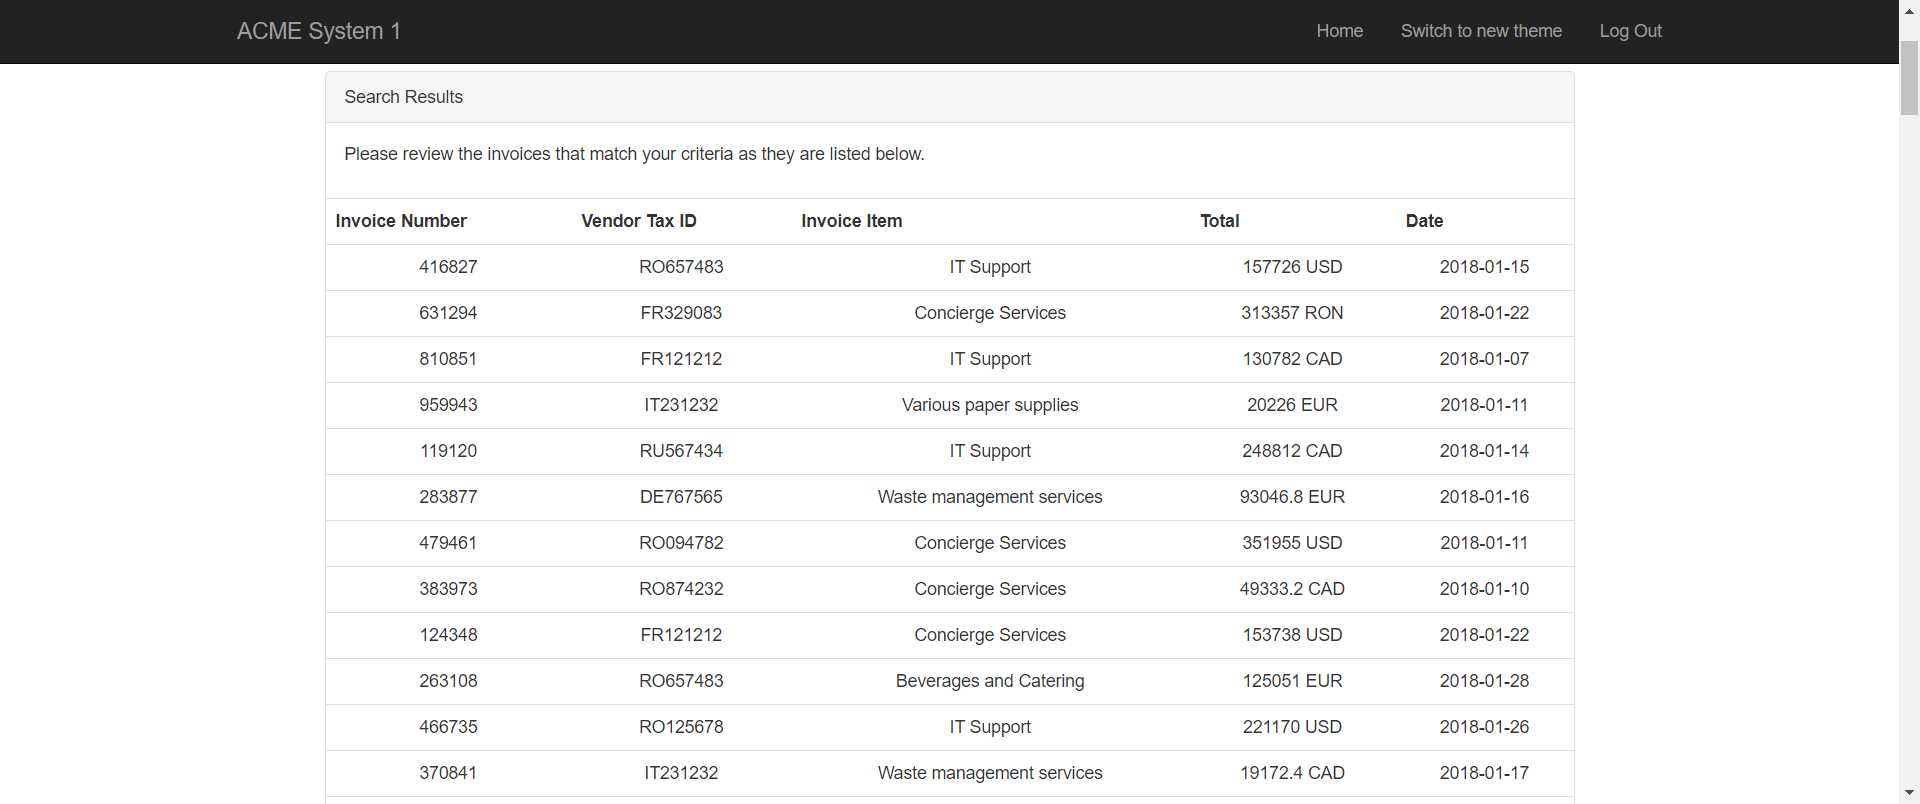 ACME System 1 Home Switch to new theme Log Out
Search Results
Please review the invoices that match your criteria as they are listed below.
Invoice Number Vendor Tax ID Invoice Item Total Date
416827 RO657483 IT Support 157726 USD 2018-01-15
631294 FR329083 Concierge Services 313357 RON 2018-01-22
810851 FR121212 IT Support 130782 CAD 2018-01-07
959943 IT231232 Various paper supplies 20226 EUR 2018-01-11
119120 RU567434 IT Support 248812 CAD 2018-01-14
283877 DE767565 Waste management services 93046.8 EUR 2018-01-16
479461 RO094782 Concierge Services 351955 USD 2018-01-11
383973 RO874232 Concierge Services 49333.2 CAD 2018-01-10
124348 FR121212 Concierge Services 153738 USD 2018-01-22
263108 RO657483 Beverages and Catering 125051 EUR 2018-01-28
466735 RO125678 IT Support 221170 USD 2018-01-26
370841 IT231232 Waste management services 19172.4 CAD 2018-01-17